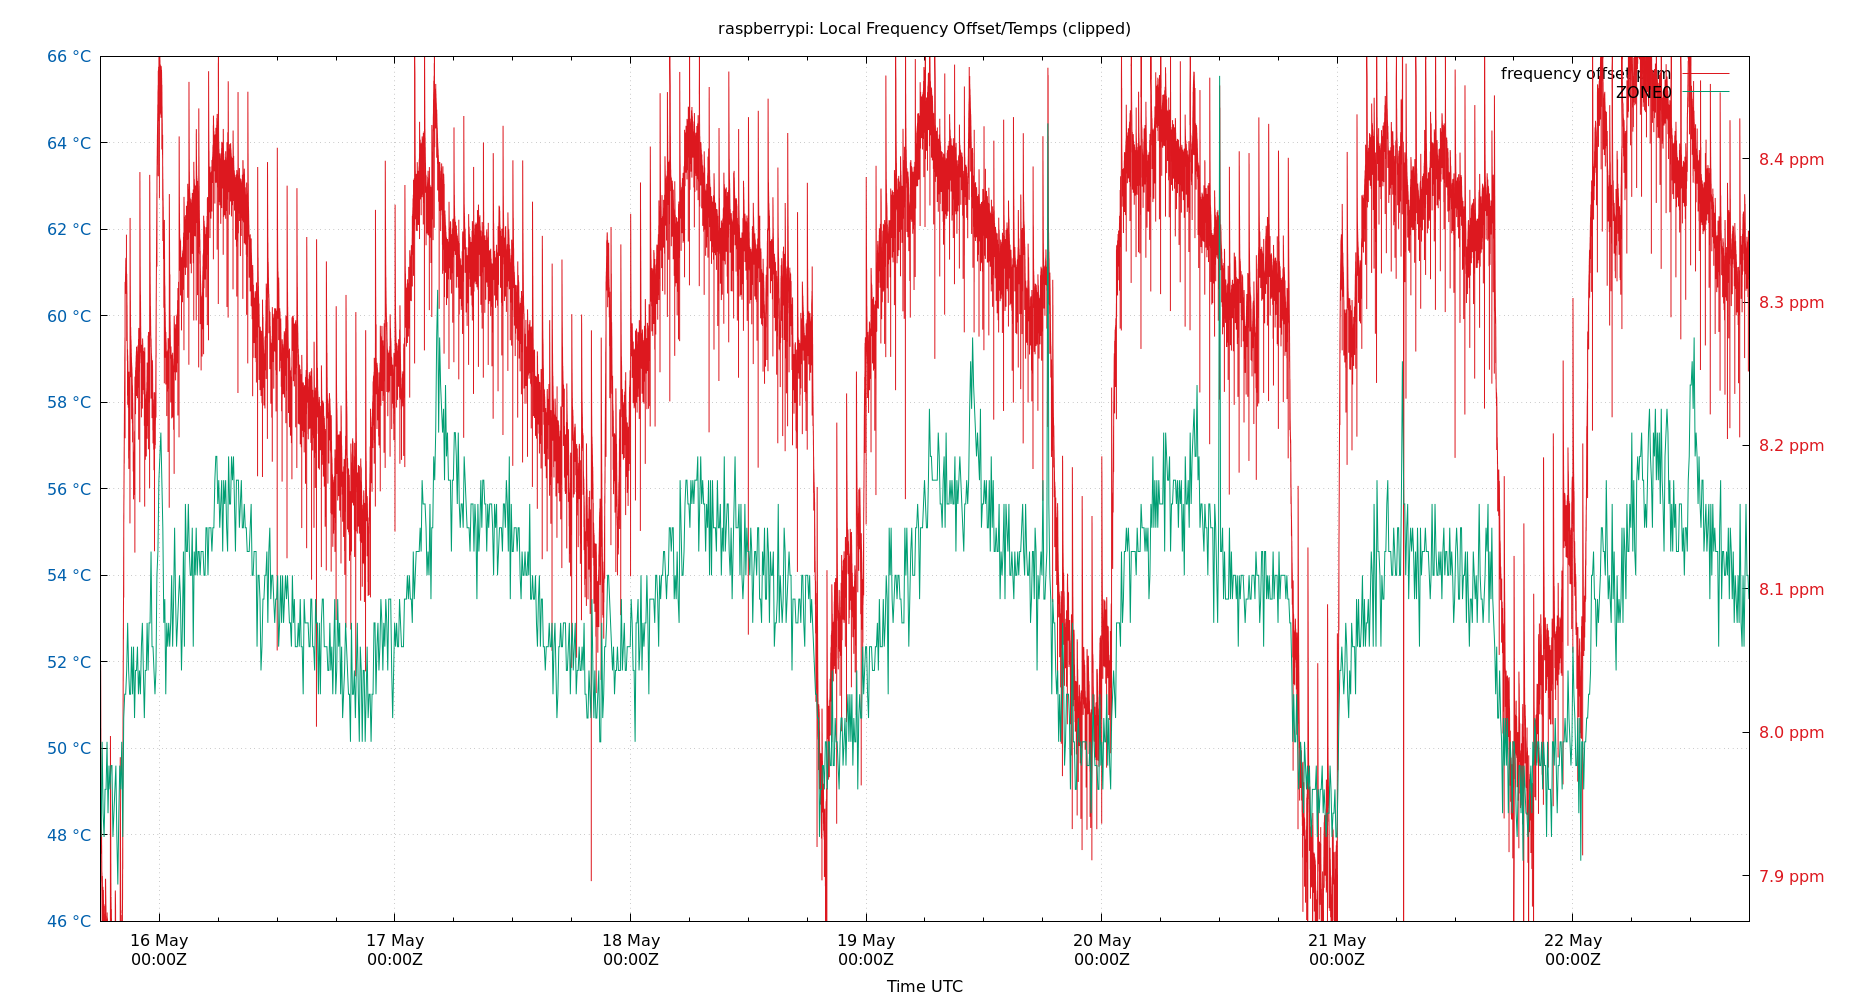 raspberrypi: Local Frequency Offset/Temps (clipped)
66 °C
64 °C
62 °C
60 °C
58 °C
56 °C
54 °C
52 °C
50 °C
48 °C
46 °C
frequency offset ppm
ZONE0
8.4 ppm
8.3 ppm
8.2 ppm
8.1 ppm
8.0 ppm
7.9 ppm
16 May
00:00Z
17 May
00:00Z
18 May
00:00Z
19 May
00:00Z
20 May
00:00Z
21 May
00:00Z
22 May
00:00Z
Time UTC